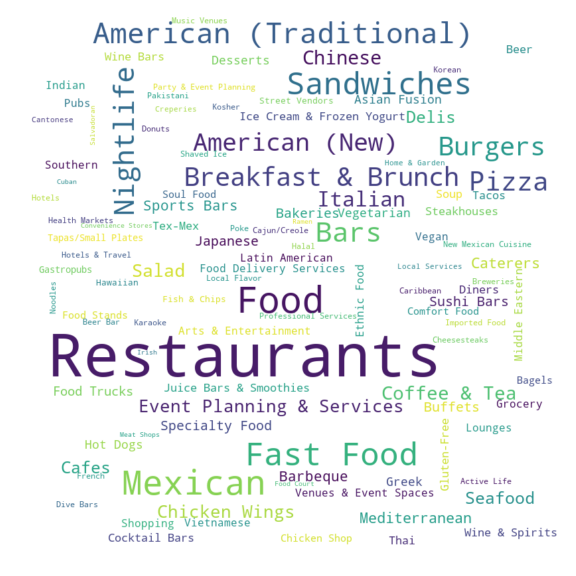 Music Venues
American (Traditional)
Beer
Wine Bars
Desserts
Chinese
Korean
Indian
Party & Event Planning
Sandwiches
Pakistani
Street Vendors
Asian Fusion
Pubs
Creperies
Kosher
Ice Cream & Frozen Yogurt
Delis
Cantonese
Salvadoran
Nightlife
Donuts
American (New)
Burgers
Shaved Ice
Home & Garden
Southern
Breakfast & Brunch
Pizza
Cuban
Hotels
Soul Food
Italian
Soup
Tacos
Sports Bars
Bakeries
Vegetarian
Steakhouses
Health Markets
Convenience Stores
Tex-Mex
Poke
Cajun/Creole
Ramen
Bars
Tapas/Small Plates
Japanese
Halal
Vegan
New Mexican Cuisine
Hotels & Travel
Latin American
Gastropubs
Salad
Food Delivery Services
Ethnic Food
Local Services
Caterers
Middle Eastern
Noodles
Hawaiian
Local Flavor
Caribbean
Diners
Breweries
Fish & Chips
Food
Sushi Bars
Food Stands
Professional Services
Comfort Food
Beer Bar
Karaoke
Arts & Entertainment
Imported Food
Irish
Restaurants
Cheesesteaks
Food Trucks
Juice Bars & Smoothies
Coffee & Tea
Bagels
Event Planning & Services
Buffets
Grocery
Meat Shops
Specialty Food
Gluten-Free
Lounges
Hot Dogs
Fast Food
Cafes
French
Mexican
Food Court
Barbeque
Greek
Active Life
Venues & Event Spaces
Seafood
Dive Bars
Chicken Wings
Mediterranean
Shopping
Vietnamese
Cocktail Bars
Chicken Shop
Thai
Wine & Spirits